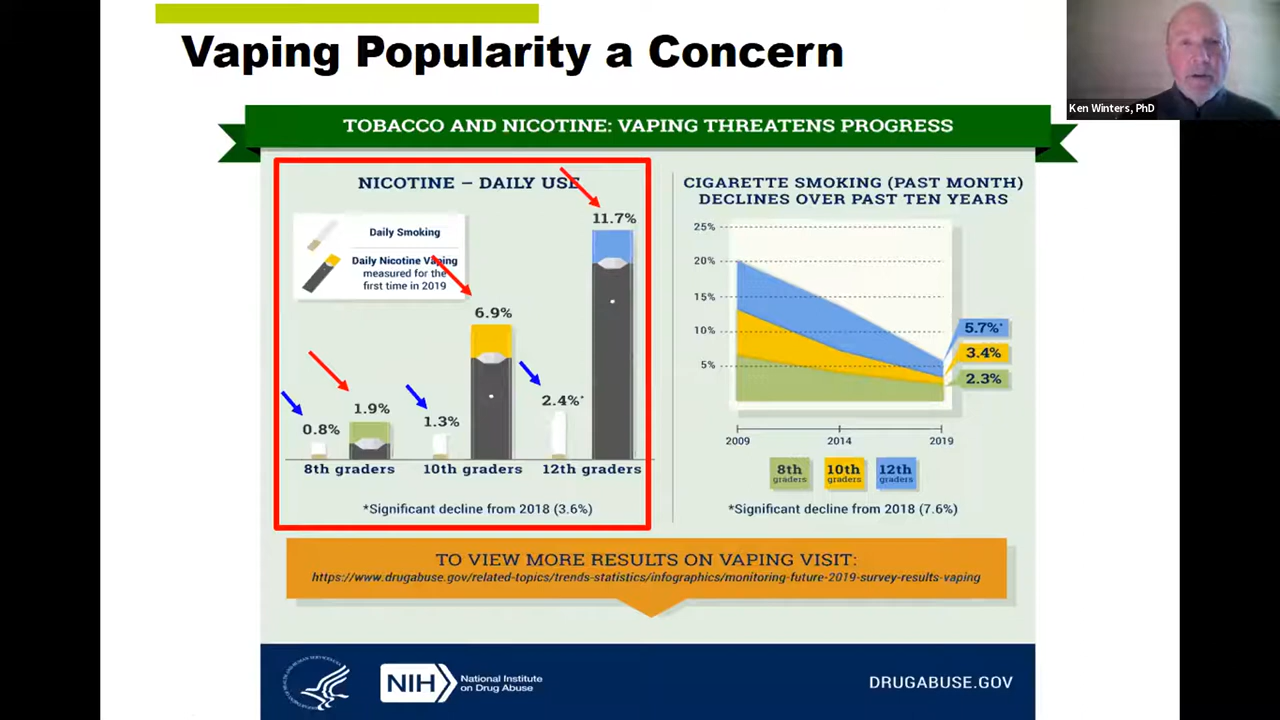 Vaping Popularity a Concern
Ken Winters, PhD
TOBACCO AND NICOTINE: VAPING THREATENS PROGRESS
NICOTINE – DAILY USE
Daily Smoking
Daily Nicotine Vaping
measured for the
first time in 2019
0.8%
1.9%
1.3%
6.9%
2.4%*
11.7%
8th graders
10th graders
12th graders
*Significant decline from 2018 (3.6%)
CIGARETTE SMOKING (PAST MONTH)
DECLINES OVER PAST TEN YEARS
25%
20%
15%
10%
5%
5.7%*
3.4%
2.3%
2009
2014
2019
8th
graders
10th
graders
12th
graders
*Significant decline from 2018 (7.6%)
TO VIEW MORE RESULTS ON VAPING VISIT:
https://www.drugabuse.gov/related-topics/trends-statistics/infographics/monitoring-future-2019-survey-results-vaping
NIH
National Institute
on Drug Abuse
DRUGABUSE.GOV